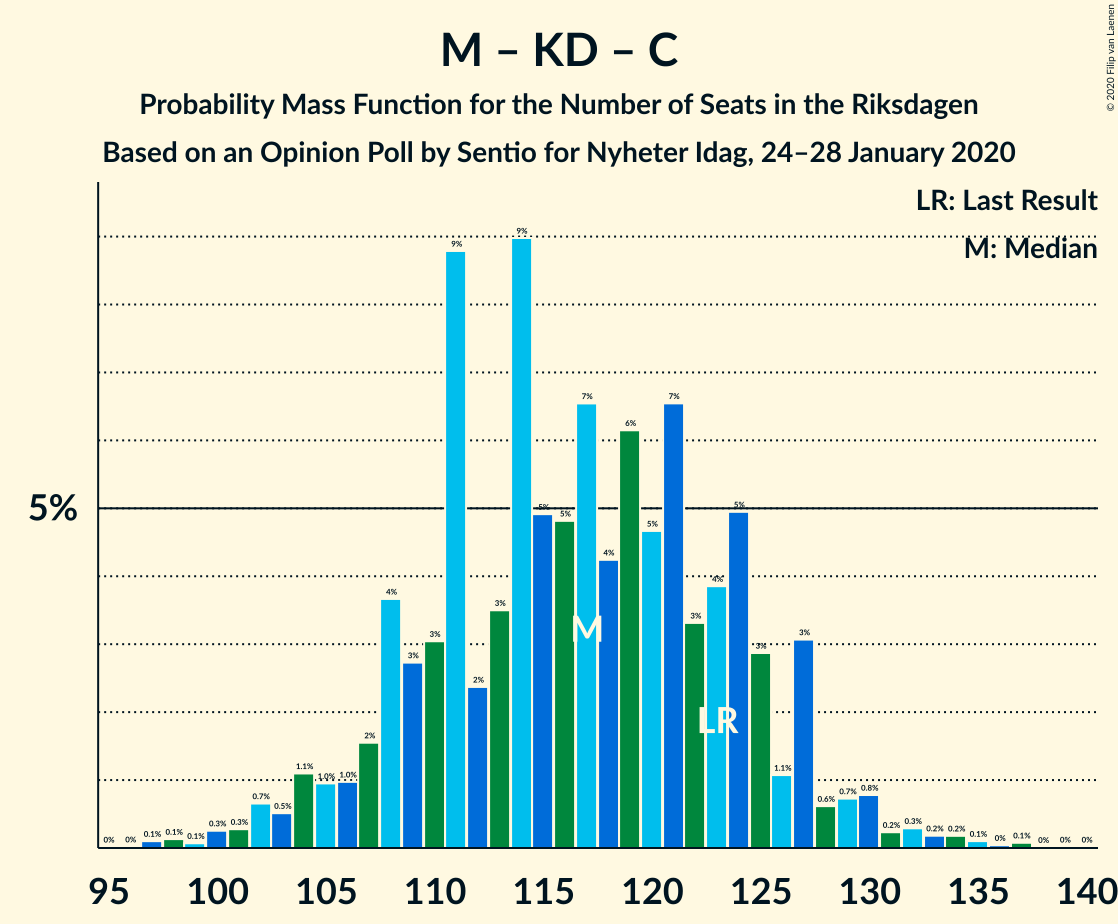 M – KD – C
Probability Mass Function for the Number of Seats in the Riksdagen
Based on an Opinion Poll by Sentio for Nyheter Idag, 24–28 January 2020
© 2020 Filip van Laenen
LR: Last Result
M: Median
5%
0% 0% 0.1% 0.1% 0.1% 0.3% 0.3% 0.7% 0.5% 1.1% 1.0% 1.0% 2% 4% 3% 3% 9% 2% 3% 9% 5% 5% 7% 4% 6% 5% 7% 3% 4% 5% 3% 1.1% 3% 0.6% 0.7% 0.8% 0.2% 0.3% 0.2% 0.2% 0.1% 0% 0.1% 0% 0% 0%
M
LR
95 100 105 110 115 120 125 130 135 140